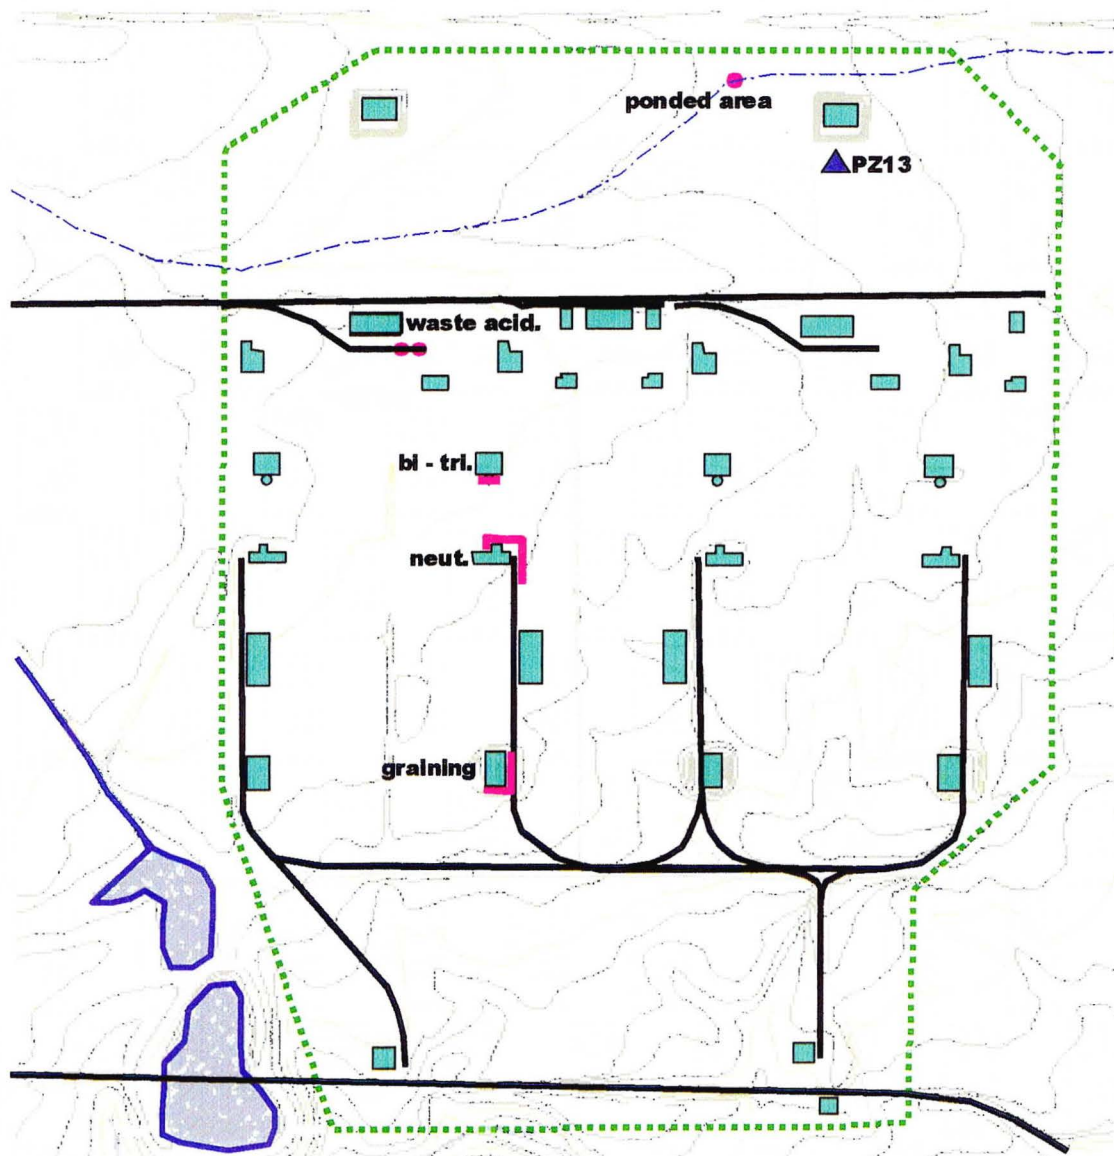 ponded area
PZ13
waste acid.
bi - tri.
neut.
graining